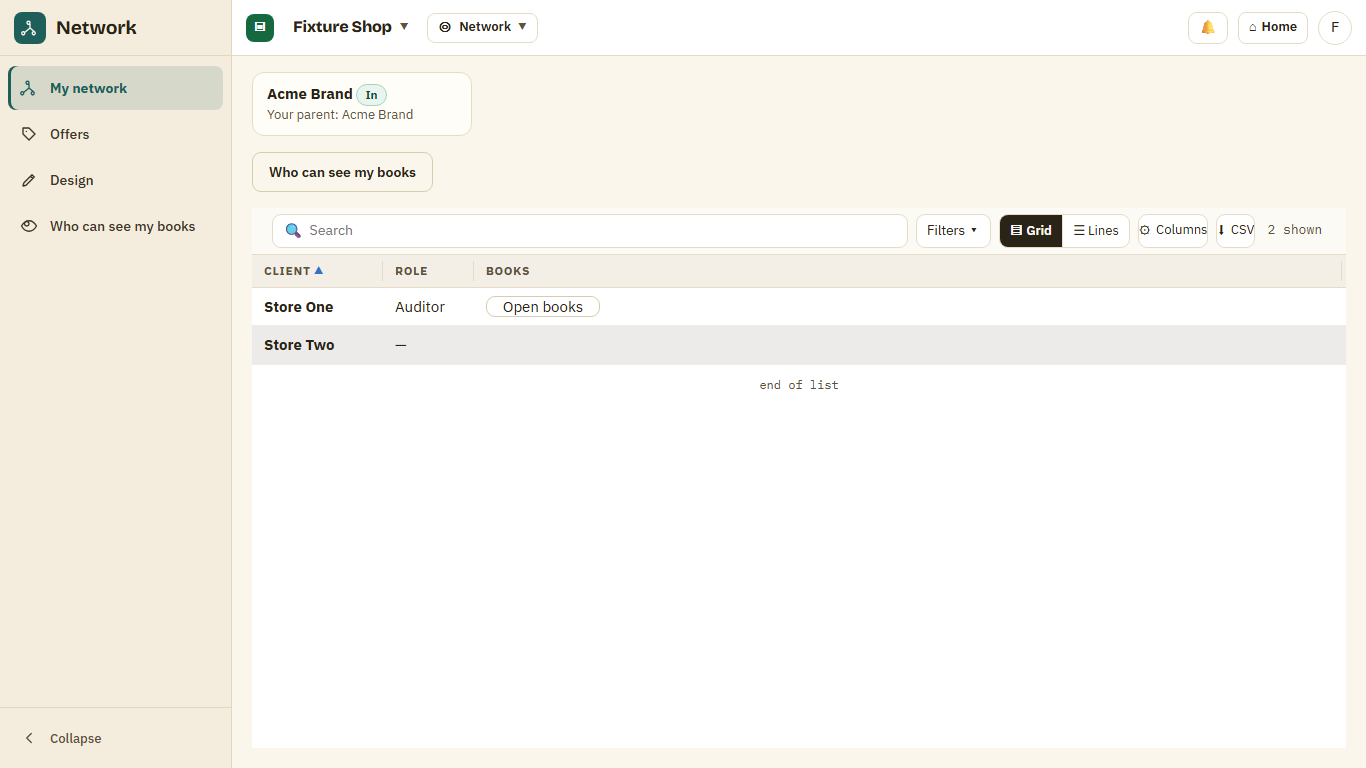 Network
Fixture Shop ▼
Network ▼
Home
F
My network
Offers
Design
Who can see my books
Collapse
Acme Brand In
Your parent: Acme Brand
Who can see my books
Search
Filters ▼
Grid
Lines
Columns
CSV
2 shown
CLIENT ▲ ROLE BOOKS
Store One Auditor Open books
Store Two —
end of list